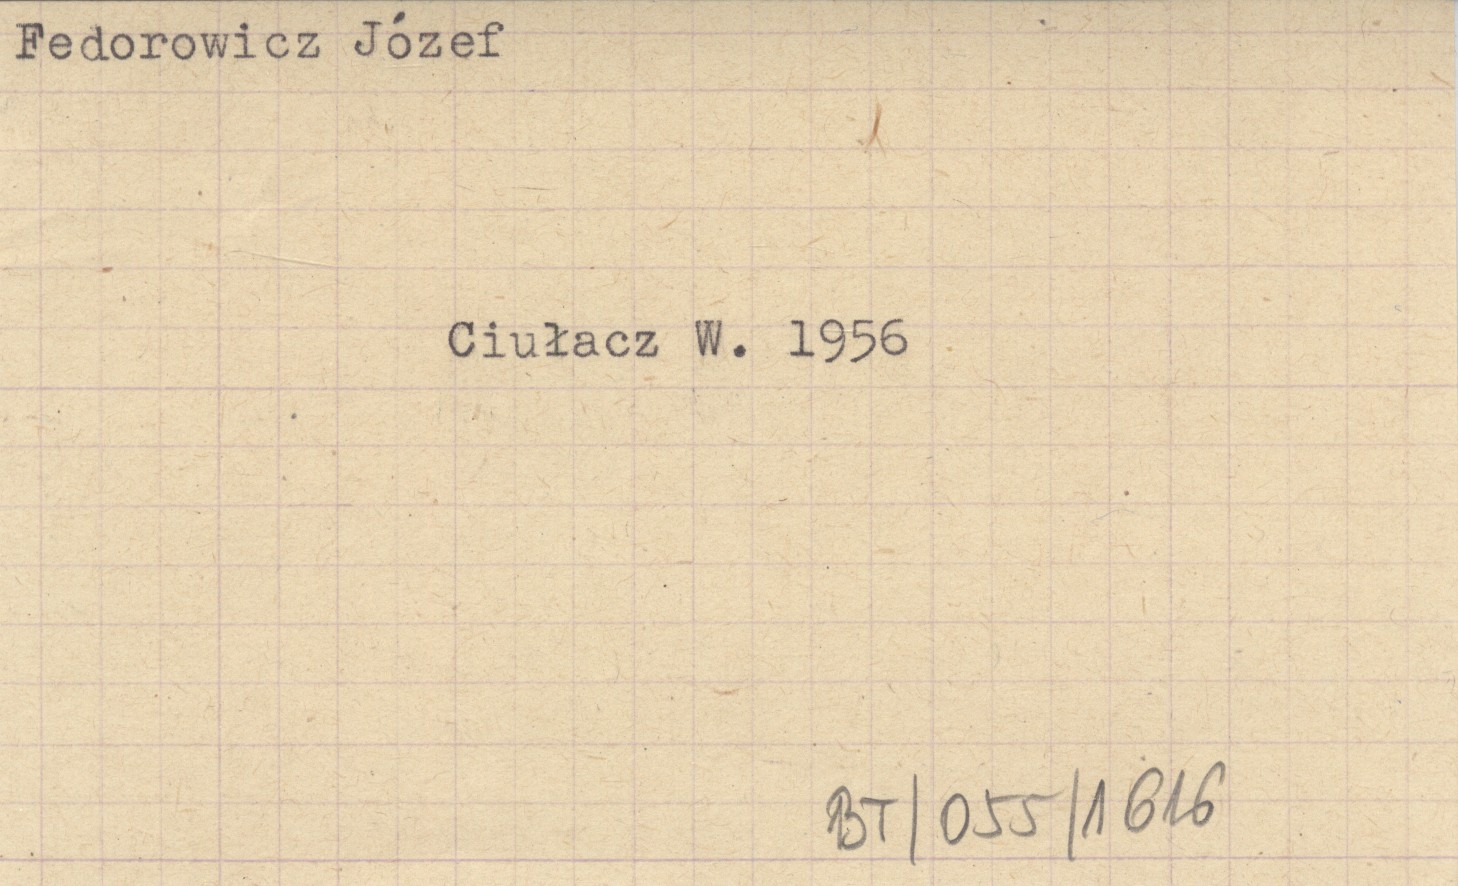 Fedorowicz Józef
Ciułacz W. 1956
BT/055/1616